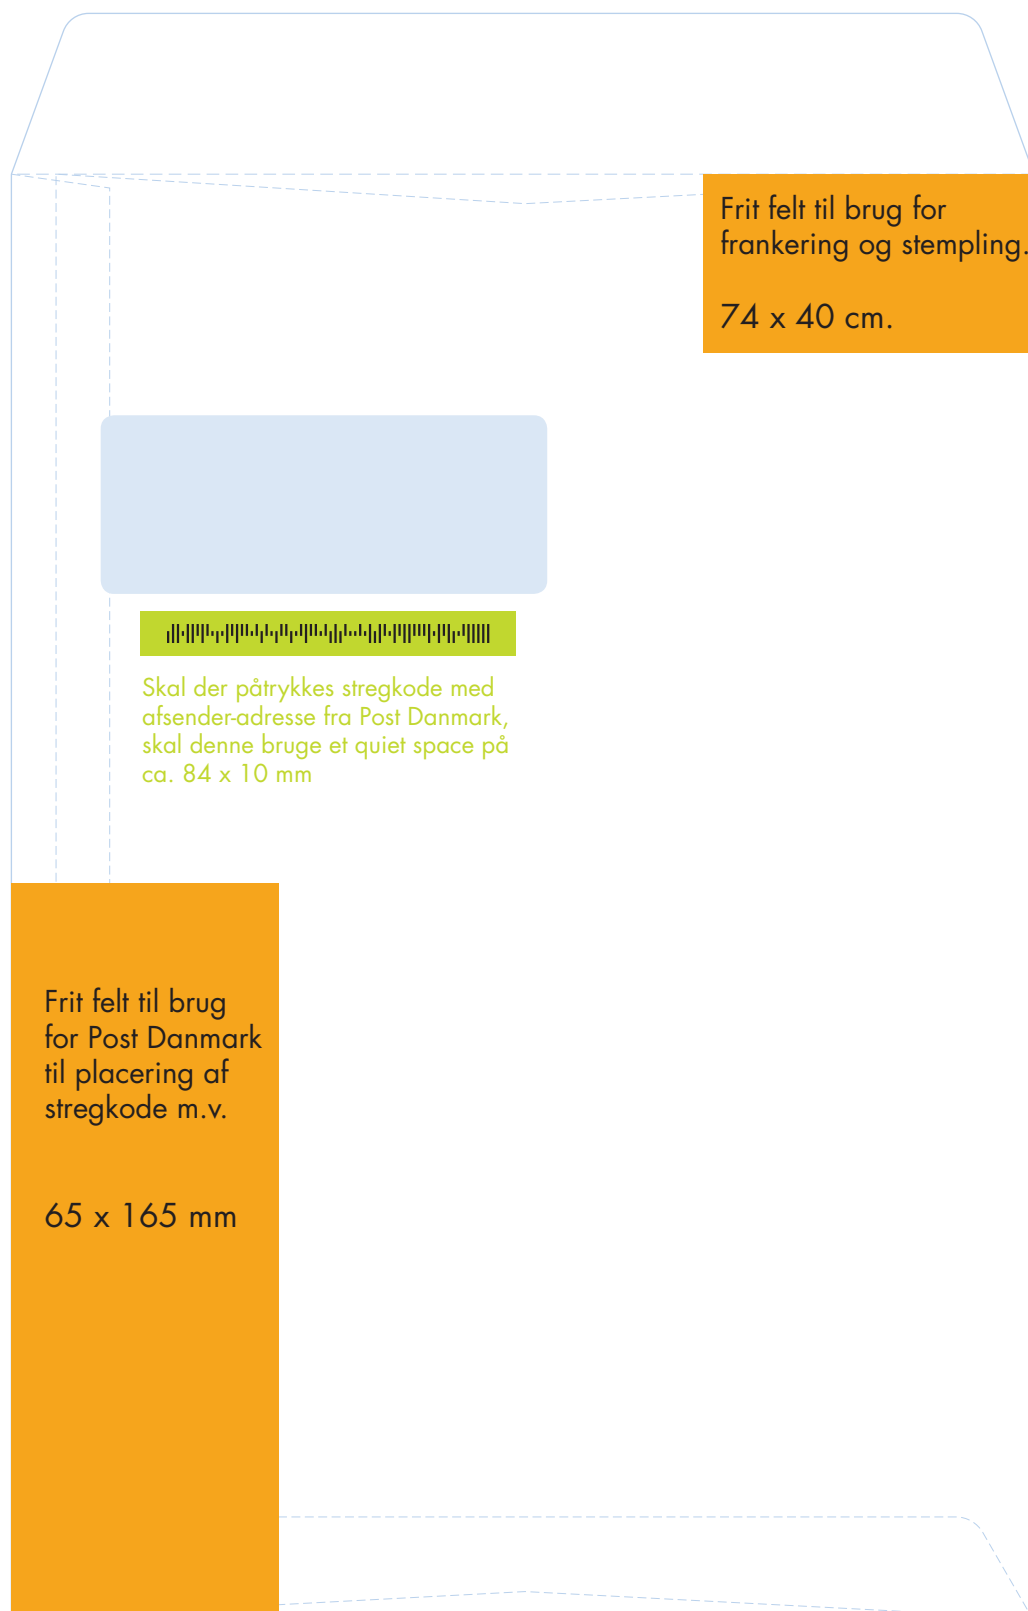 Frit felt til brug for
frankering og stempling.
74 x 40 cm.
Skal der påtrykkes stregkode med
afsender-adresse fra Post Danmark,
skal denne bruge et quiet space på
ca. 84 x 10 mm
Frit felt til brug
for Post Danmark
til placering af
stregkode m.v.
65 x 165 mm